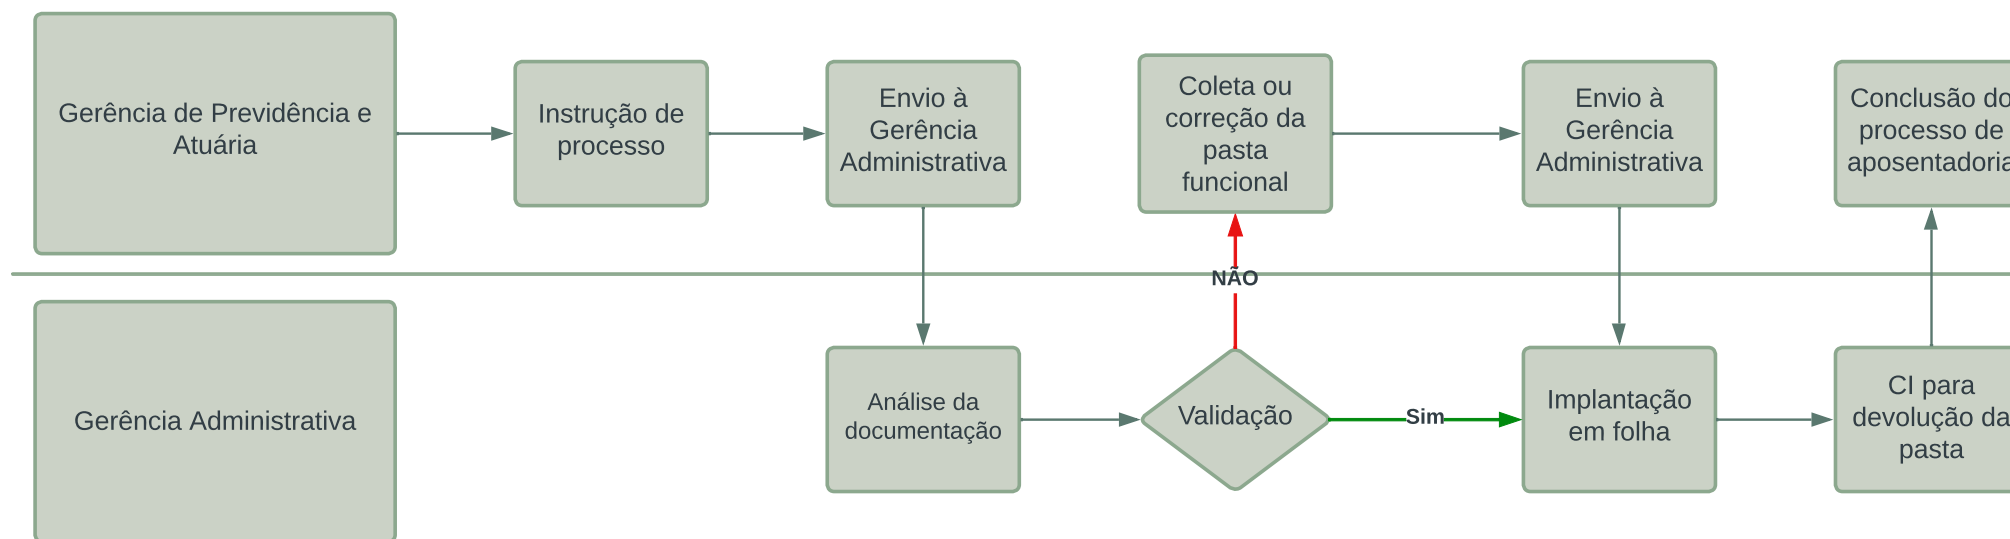 Gerência de Previdência e
Atuária
Instrução de
processo
Envio à
Gerência
Administrativa
Coleta ou
correção da
pasta
funcional
Envio à
Gerência
Administrativa
Conclusão do
processo de
aposentadoria
NÃO
Gerência Administrativa
Análise da
documentação
Validação
Sim
Implantação
em folha
CI para
devolução da
pasta